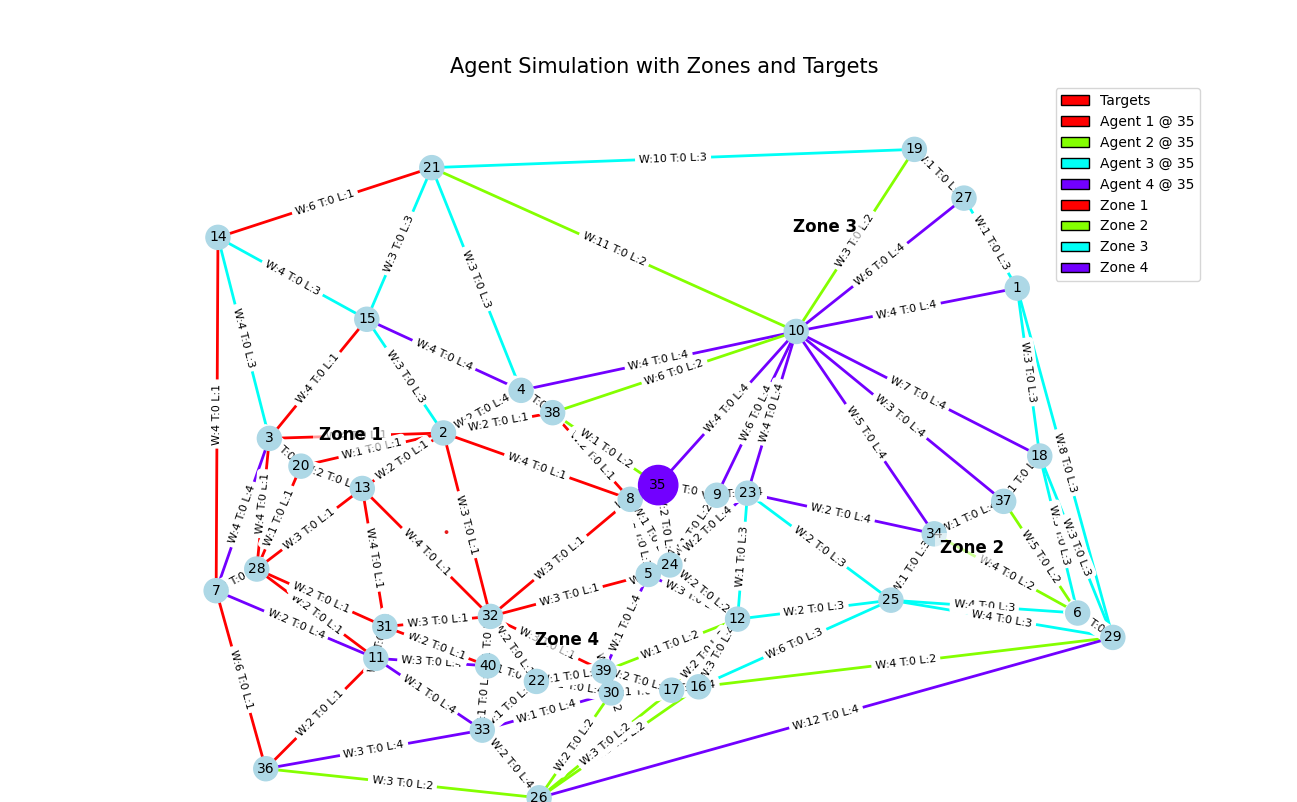 Agent Simulation with Zones and Targets
Targets
Agent 1 @ 35
Agent 2 @ 35
Agent 3 @ 35
Agent 4 @ 35
Zone 1
Zone 2
Zone 3
Zone 4
19
W:10 T:0 L:3
21
27
W:6 T:0 L:1
Zone 3
W:3 T:0 L:2
14
W:3 T:0 L:3
W:11 T:0 L:2
W:1 T:0 L:3
W:6 T:0 L:4
W:4 T:0 L:3
W:3 T:0 L:3
1
W:4 T:0 L:4
15
10
W:4 T:0 L:3
W:4 T:0 L:4
W:4 T:0 L:4
W:6 T:0 L:2
W:3 T:0 L:3
W:4 T:0 L:1
W:3 T:0 L:3
4
W:7 T:0 L:4
W:4 T:0 L:1
W:2 T:0 L:4
W:2 T:0 L:1
38
W:4 T:0 L:4
W:6 T:0 L:4
W:4 T:0 L:4
W:3 T:0 L:4
W:5 T:0 L:4
3
Zone 1
2
W:1 T:0 L:1
W:2 T:0 L:1
W:1 T:0 L:2
18
W:8 T:0 L:3
20
13
W:4 T:0 L:1
35
8
9
23
37
W:4 T:0 L:4
W:4 T:0 L:1
W:1 T:0 L:1
W:3 T:0 L:1
W:4 T:0 L:1
W:4 T:0 L:1
W:3 T:0 L:1
W:2 T:0 L:4
W:2 T:0 L:4
34
Zone 2
W:3 T:0 L:3
W:5 T:0 L:2
W:4 T:0 L:2
28
W:3 T:0 L:1
W:1 T:0 L:3
W:2 T:0 L:3
24
5
7
W:2 T:0 L:1
W:2 T:0 L:1
W:3 T:0 L:1
W:2 T:0 L:2
25
W:2 T:0 L:3
W:4 T:0 L:3
6
W:2 T:0 L:4
31
W:3 T:0 L:1
32
12
W:4 T:0 L:3
29
Zone 4
W:1 T:0 L:4
W:1 T:0 L:2
W:6 T:0 L:3
W:2 T:0 L:1
11
40
W:4 T:0 L:2
39
22
30
17
16
W:6 T:0 L:1
W:1 T:0 L:4
W:2 T:0 L:1
W:1 T:0 L:4
33
W:12 T:0 L:4
W:3 T:0 L:4
W:2 T:0 L:2
W:3 T:0 L:2
36
W:3 T:0 L:2
W:2 T:0 L:4
26